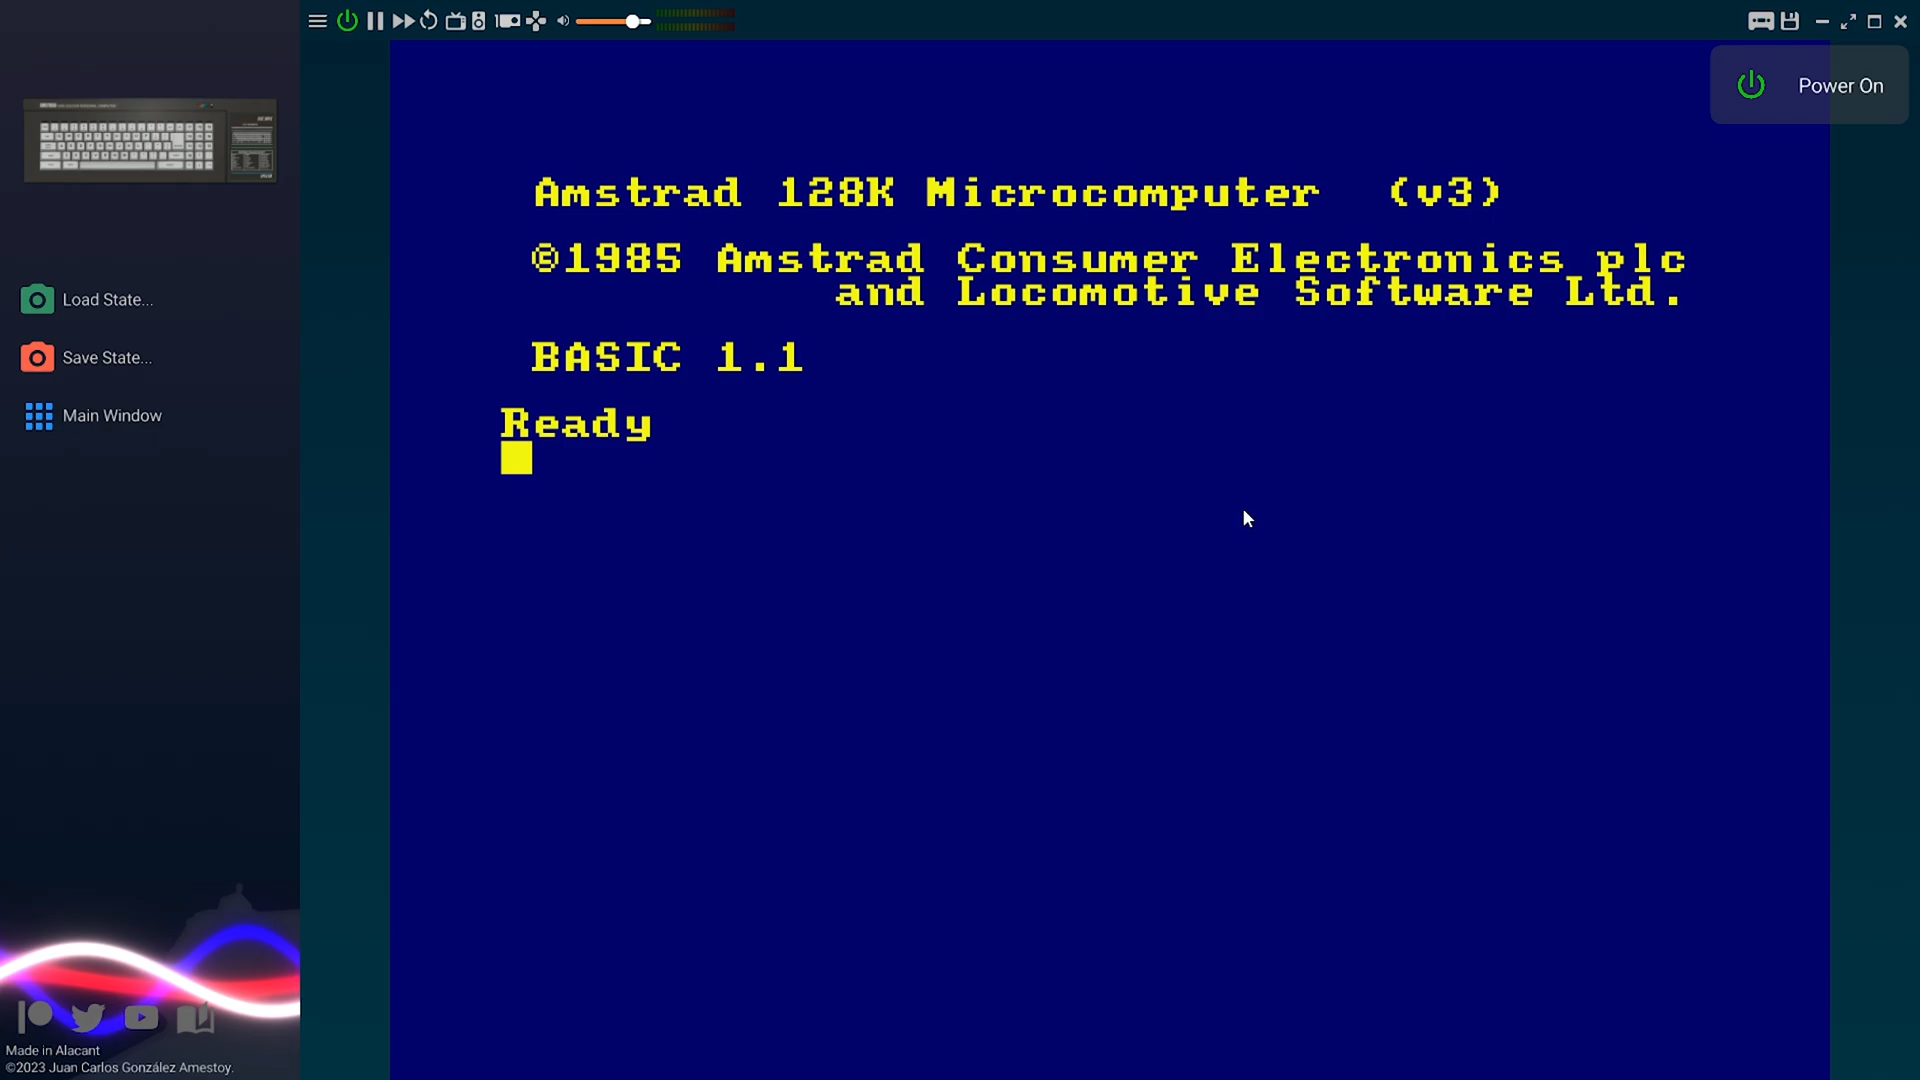 Power On
Amstrad 128K Microcomputer (v3)
©1985 Amstrad Consumer Electronics plc
and Locomotive Software Ltd.
BASIC 1.1
Ready
Load State...
Save State...
Main Window
Made in Alacant
©2023 Juan Carlos González Amestoy.